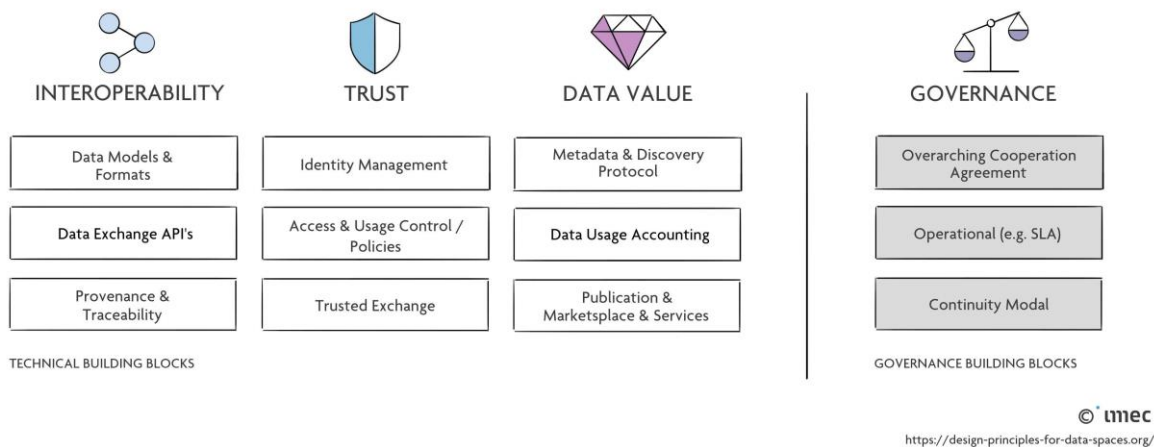 INTEROPERABILITY
TRUST
DATA VALUE
GOVERNANCE
Data Models &
Formats
Identity Management
Metadata & Discovery
Protocol
Overarching Cooperation
Agreement
Data Exchange API's
Access & Usage Control /
Policies
Data Usage Accounting
Operational (e.g. SLA)
Provenance &
Traceability
Trusted Exchange
Publication &
Marketplace & Services
Continuity Modal
TECHNICAL BUILDING BLOCKS
GOVERNANCE BUILDING BLOCKS
© imec
https://design-principles-for-data-spaces.org/